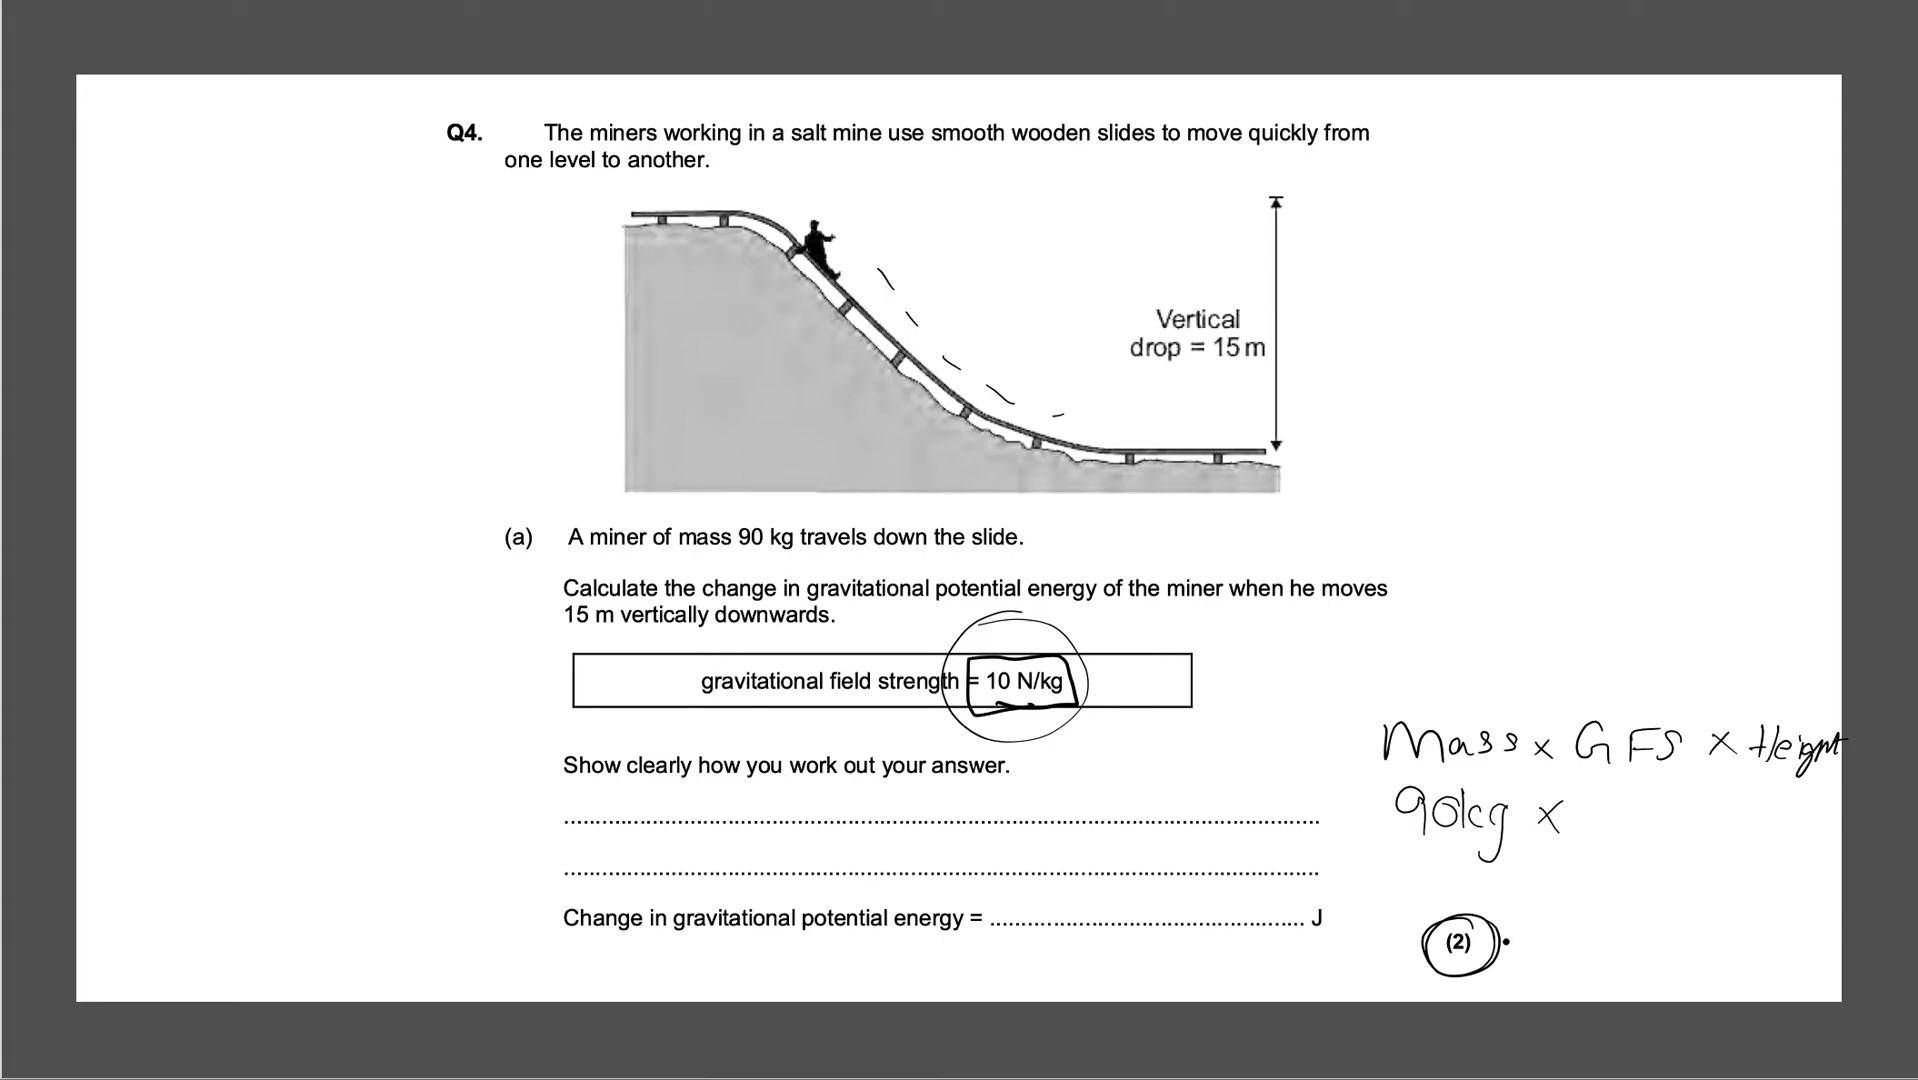 Q4. The miners working in a salt mine use smooth wooden slides to move quickly from
one level to another.
Vertical
drop = 15 m
(a) A miner of mass 90 kg travels down the slide.
Calculate the change in gravitational potential energy of the miner when he moves
15 m vertically downwards.
gravitational field strength = 10 N/kg
Mass x GFS x Height
90kg x
Show clearly how you work out your answer.
Change in gravitational potential energy = .................................................. J
(2)